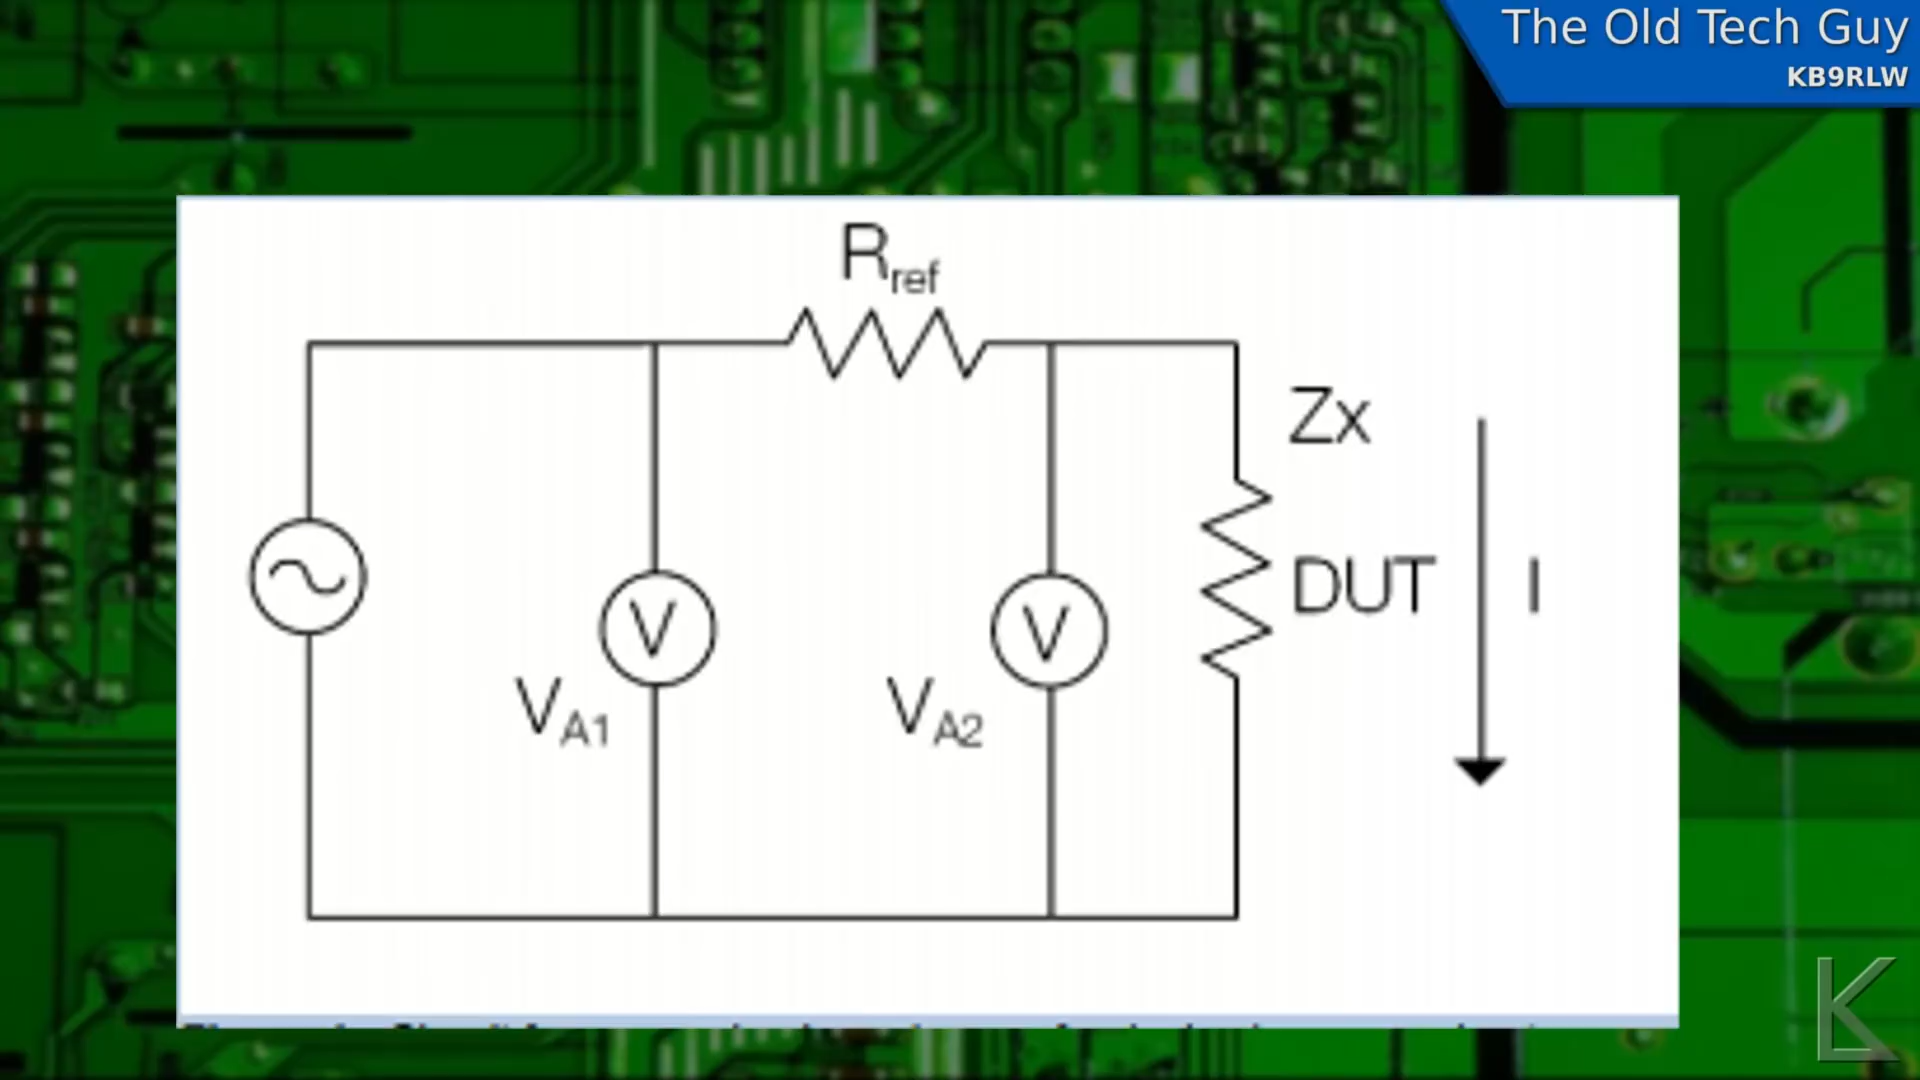 The Old Tech Guy
KB9RLW
Rref
Zx
V
V
DUT
I
VA1
VA2
K